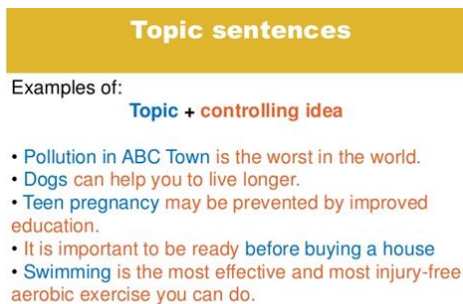 Topic sentences
Examples of:
Topic + controlling idea
• Pollution in ABC Town is the worst in the world.
• Dogs can help you to live longer.
• Teen pregnancy may be prevented by improved
education.
• It is important to be ready before buying a house
• Swimming is the most effective and most injury-free
aerobic exercise you can do.